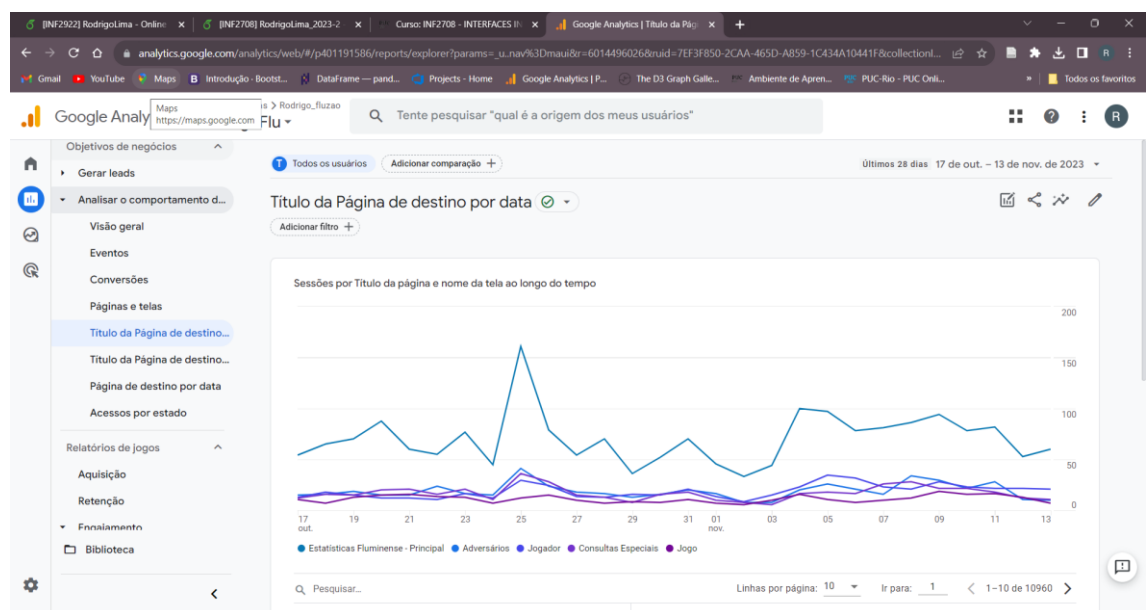 [INF2922] RodrigoLima - Online
[INF2708] RodrigoLima_2023-2
Curso: INF2708 - INTERFACES IN
Google Analytics | Título da Pági
analytics.google.com/analytics/web/#/p401191586/reports/explorer?params=_u..nav%3Dmaui&r=6014496026&ruid=7EF3F850-2CAA-465D-A859-1C434A10441F&collectionI...
Gmail YouTube Maps Introdução · Bootst... DataFrame — pand... Projects - Home Google Analytics | P... The D3 Graph Galle... Ambiente de Apren... PUC-Rio - PUC Onli... » Todos os favoritos
Google Analy
Maps
https://maps.google.com
> Rodrigo_fluzao
Flu
Tente pesquisar "qual é a origem dos meus usuários"
R
Objetivos de negócios
Gerar leads
Analisar o comportamento d...
Visão geral
Eventos
Conversões
Páginas e telas
Título da Página de destino...
Título da Página de destino...
Página de destino por data
Acessos por estado
Relatórios de jogos
Aquisição
Retenção
Engajamento
Biblioteca
T Todos os usuários
Adicionar comparação +
Últimos 28 dias 17 de out. – 13 de nov. de 2023
Título da Página de destino por data
Adicionar filtro +
Sessões por Título da página e nome da tela ao longo do tempo
200
150
100
50
0
17 19 21 23 25 27 29 31 01 03 05 07 09 11 13
out. nov.
Estatísticas Fluminense - Principal Adversários Jogador Consultas Especiais Jogo
Pesquisar...
Linhas por página: 10
Ir para: 1
1–10 de 10960